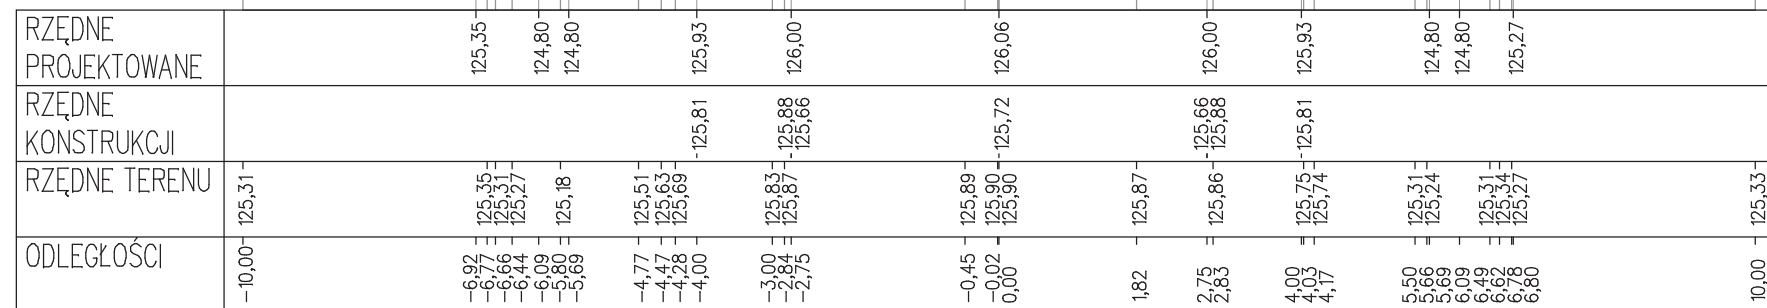 RZĘDNE
PROJEKTOWANE
125,35 124,80 124,80 125,93 126,00 126,06 126,00 125,93 124,80 124,80 125,27
RZĘDNE
KONSTRUKCJI
125,81 125,88 125,66 125,72 125,66 125,88 125,81
RZĘDNE TERENU
125,31 125,35 125,31 125,27 125,18 125,51 125,63 125,69 125,83 125,87 125,89 125,90 125,90 125,87 125,86 125,75 125,74 125,31 125,24 125,31 125,34 125,27 125,33
ODLEGŁOŚCI
-10,00 -6,92 -6,77 -6,66 -6,44 -6,09 -5,80 -5,69 -4,77 -4,47 -4,28 -4,00 -3,00 -2,84 -2,75 -0,45 -0,02 0,00 1,82 2,75 2,83 4,00 4,03 4,17 5,50 5,66 5,69 6,09 6,49 6,62 6,78 6,80 10,00